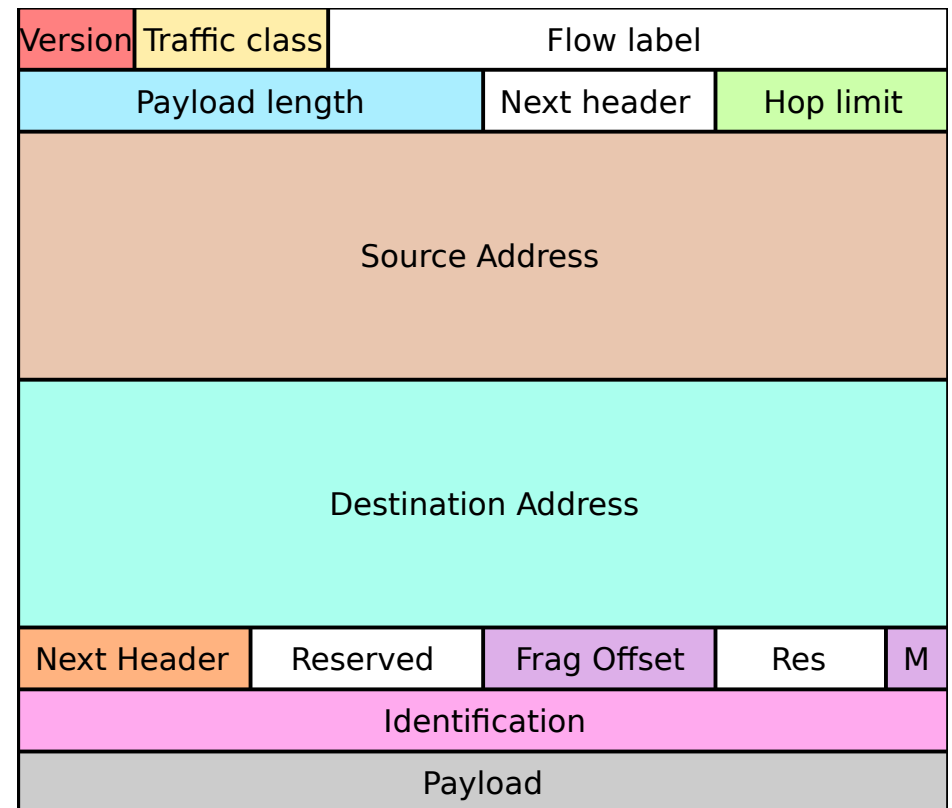 Version Traffic class Flow label
Payload length Next header Hop limit
Source Address
Destination Address
Next Header Reserved Frag Offset Res M
Identification
Payload